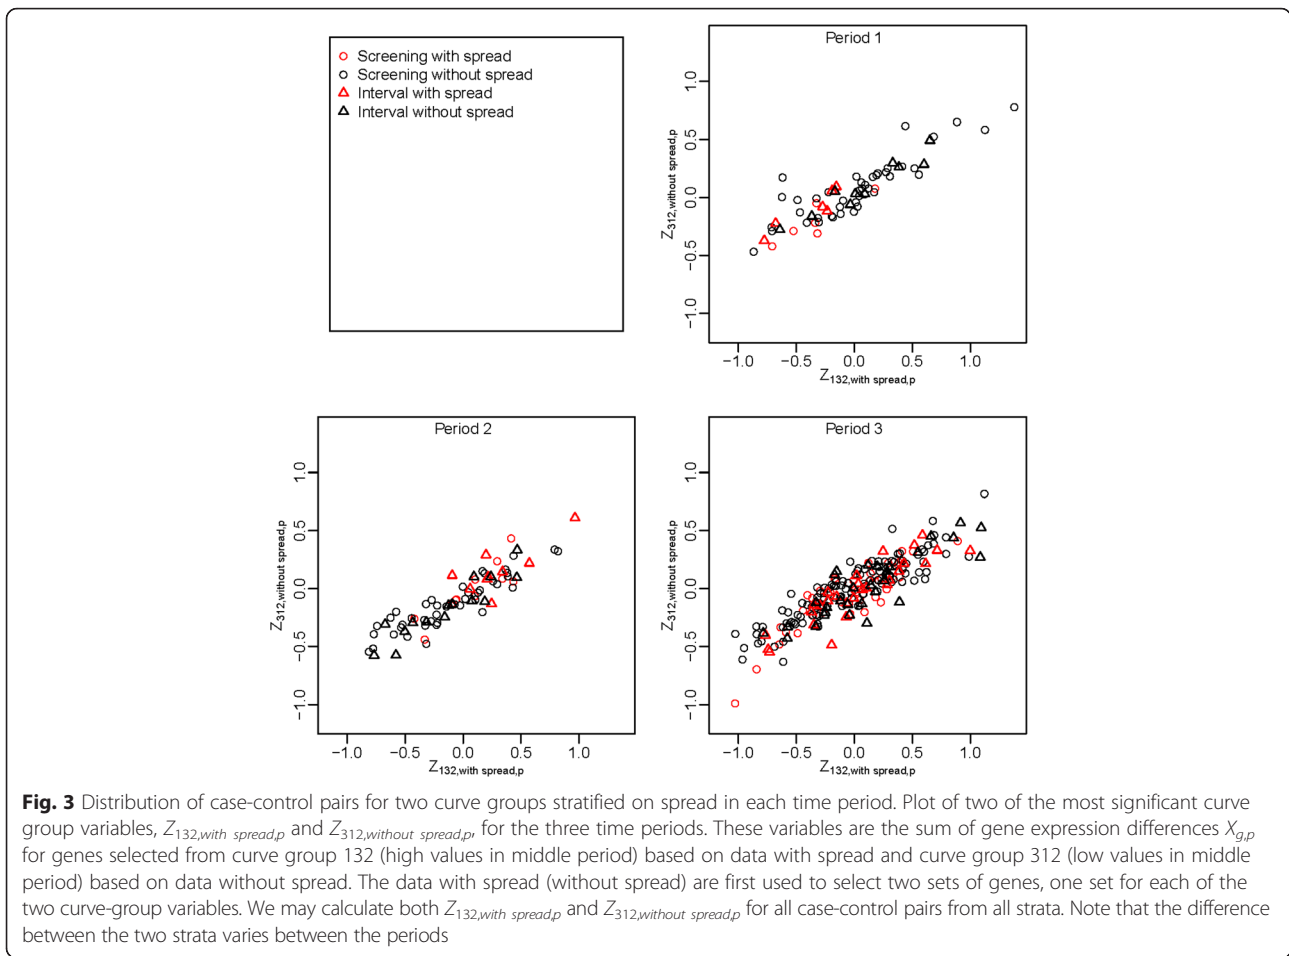 Screening with spread
Screening without spread
Interval with spread
Interval without spread
Period 1
Z312,without spread,p
1.0
0.5
0.0
−0.5
−1.0
−1.0 −0.5 0.0 0.5 1.0
Z132,with spread,p
Period 2
Z312,without spread,p
1.0
0.5
0.0
−0.5
−1.0
−1.0 −0.5 0.0 0.5 1.0
Z132,with spread,p
Period 3
Z312,without spread,p
1.0
0.5
0.0
−0.5
−1.0
−1.0 −0.5 0.0 0.5 1.0
Z132,with spread,p
Fig. 3 Distribution of case-control pairs for two curve groups stratified on spread in each time period. Plot of two of the most significant curve
group variables, Z132,with spread,p and Z312,without spread,p, for the three time periods. These variables are the sum of gene expression differences Xg,p
for genes selected from curve group 132 (high values in middle period) based on data with spread and curve group 312 (low values in middle
period) based on data without spread. The data with spread (without spread) are first used to select two sets of genes, one set for each of the
two curve-group variables. We may calculate both Z132,with spread,p and Z312,without spread,p for all case-control pairs from all strata. Note that the difference
between the two strata varies between the periods